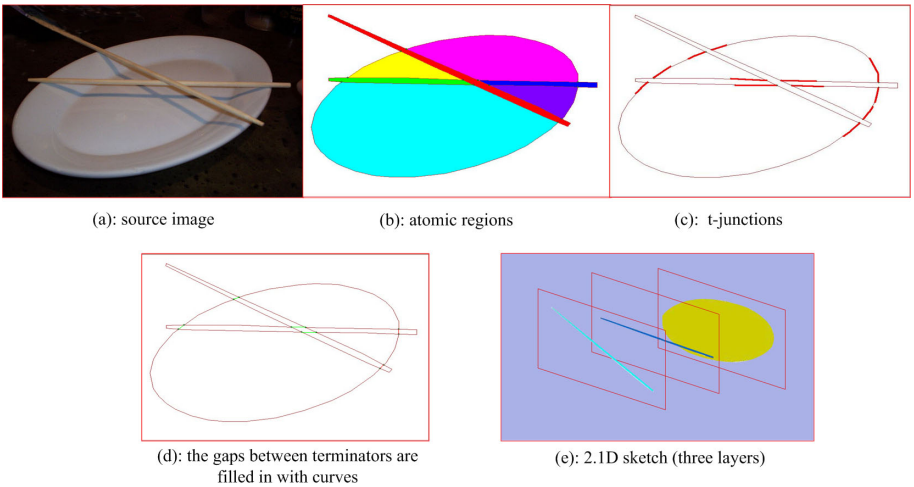 (a): source image
(b): atomic regions
(c): t-junctions
(d): the gaps between terminators are
filled in with curves
(e): 2.1D sketch (three layers)